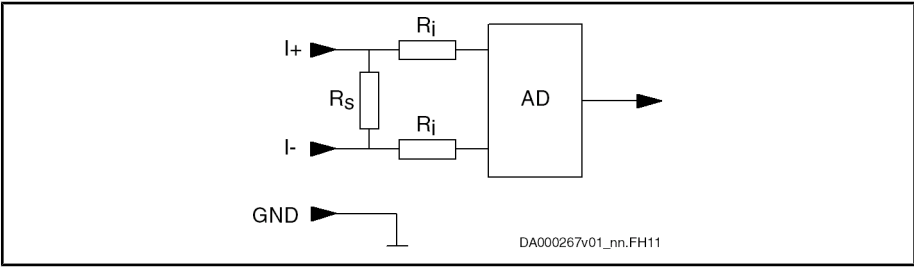 Ri
I+
Rs
AD
Ri
I-
GND
DA000267v01_nn.FH11